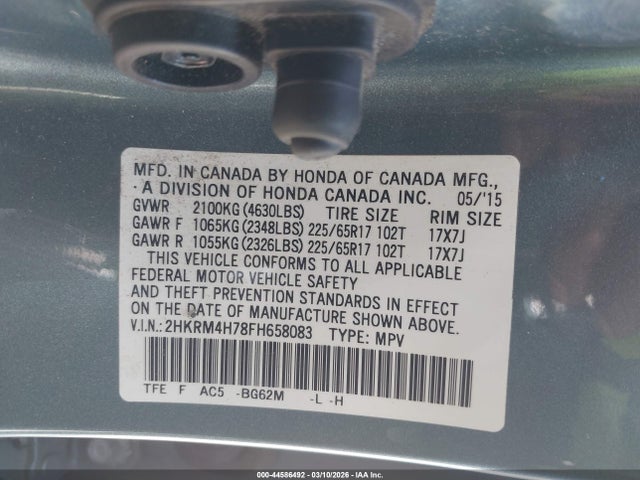 MFD. IN CANADA BY HONDA OF CANADA MFG.,
A DIVISION OF HONDA CANADA INC. 05/'15
GVWR 2100KG(4630LBS) TIRE SIZE RIM SIZE
GAWR F 1065KG(2348LBS)225/65R17 102T 17X7J
GAWR R 1055KG(2326LBS)225/65R17 102T 17X7J
THIS VEHICLE CONFORMS TO ALL APPLICABLE
FEDERAL MOTOR VEHICLE SAFETY
AND THEFT PREVENTION STANDARDS IN EFFECT
ON THE DATE OF MANUFACTURE SHOWN ABOVE.
V.I.N.: 2HKRM4H78FH658083 TYPE: MPV
TFE F AC5 -BG62M -L -H
000-44586492 - 03/10/2026 - IAAI Inc.